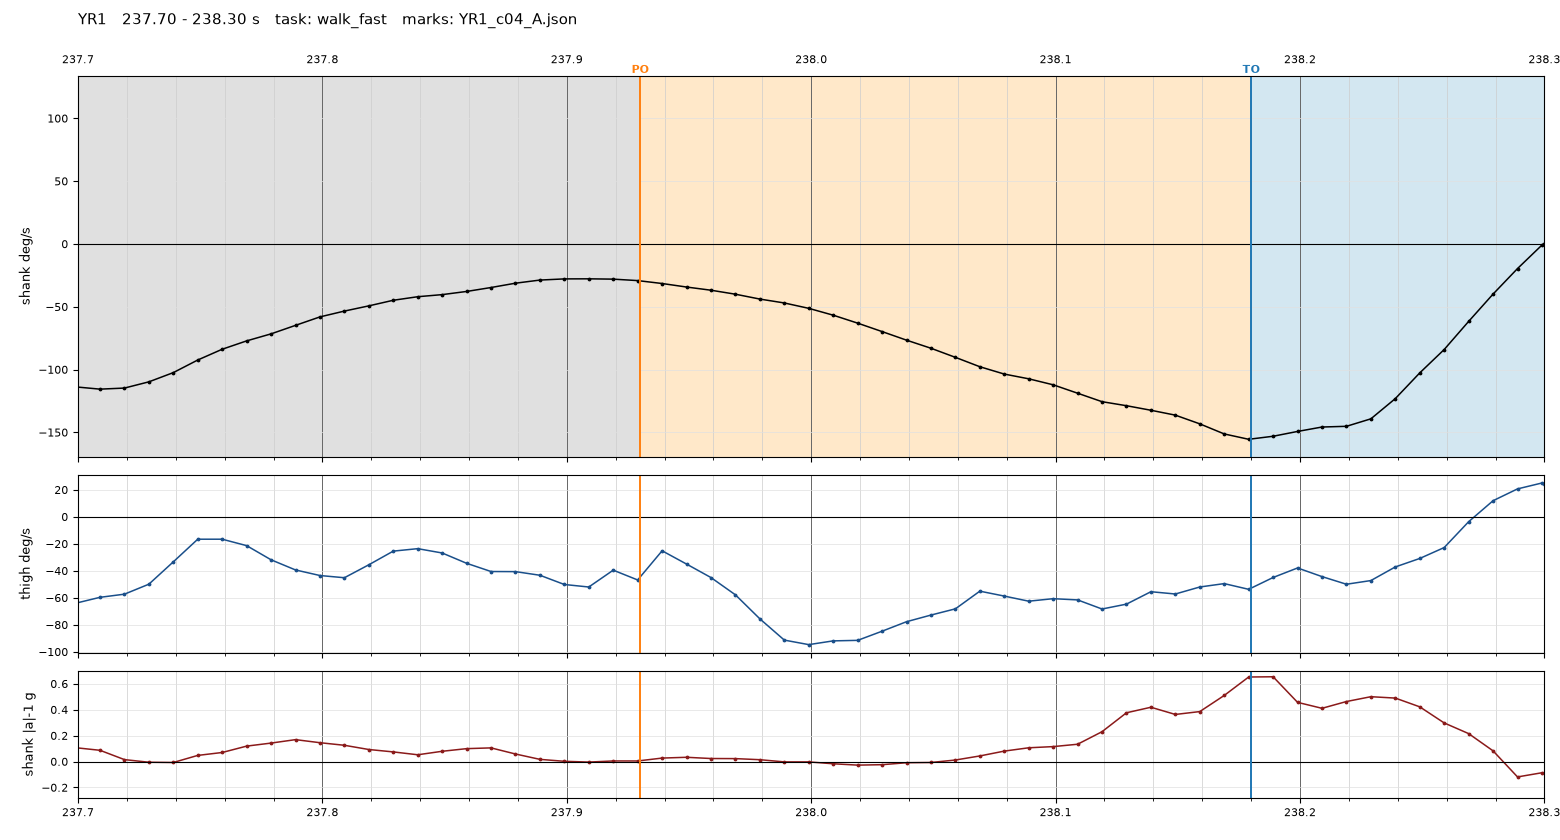 YR1 237.70 - 238.30 s task: walk_fast marks: YR1_c04_A.json
237.7 237.8 237.9 238.0 238.1 238.2 238.3
PO TO
shank deg/s
100
50
0
−50
−100
−150
thigh deg/s
20
0
−20
−40
−60
−80
−100
shank |a|-1 g
0.6
0.4
0.2
0.0
−0.2
237.7 237.8 237.9 238.0 238.1 238.2 238.3